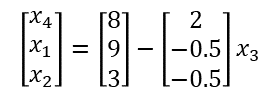 [x₄ x₁ x₂] = [8 9 3] − [2 −0.5 −0.5] x₃